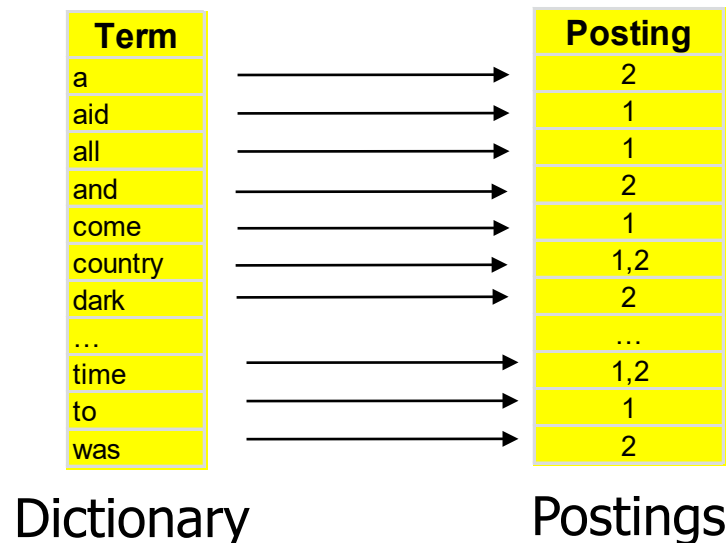 Term Posting
a 2
aid 1
all 1
and 2
come 1
country 1,2
dark 2
… …
time 1,2
to 1
was 2
Dictionary Postings